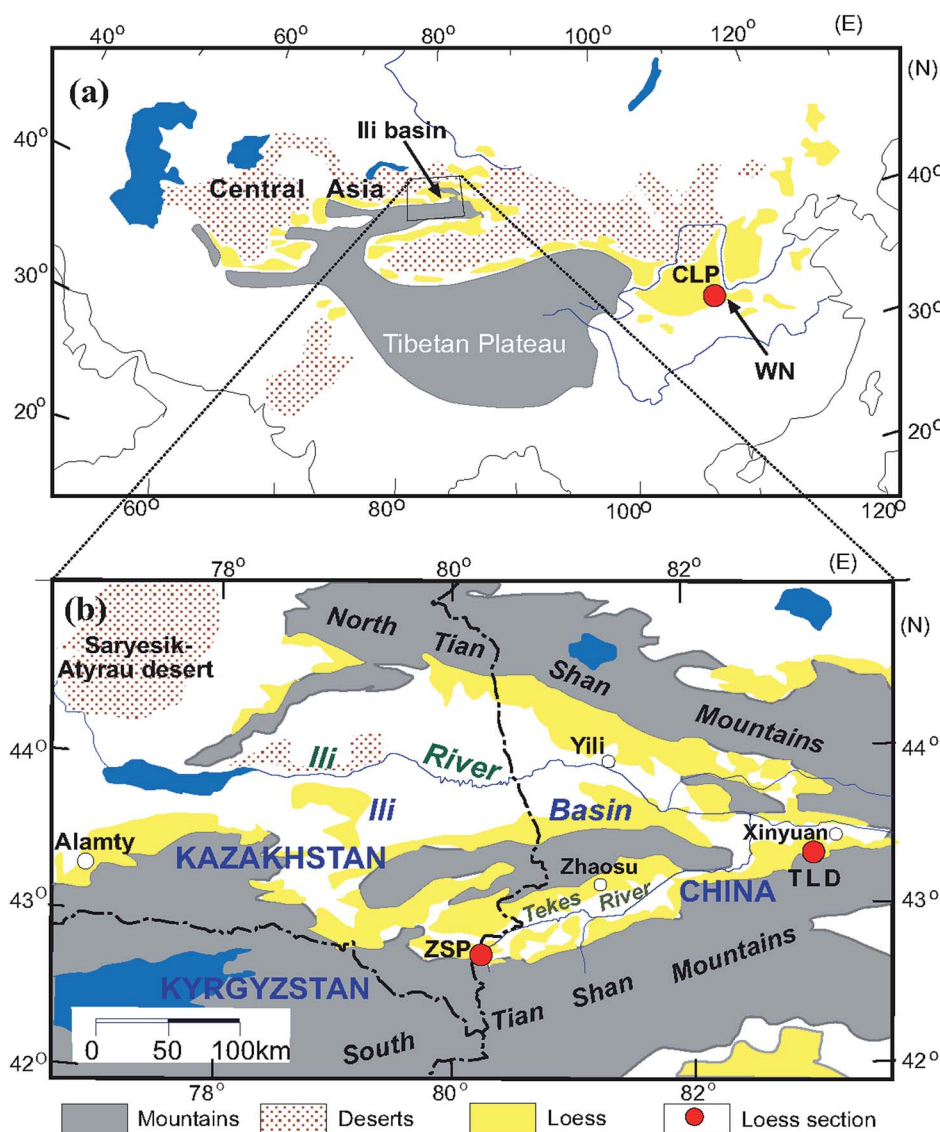 40° 60° 80° 100° 120° (E)
(a)
(N)
Ili basin
40°
40°
Central Asia
30°
CLP
30°
Tibetan Plateau
WN
20°
20°
60° 80° 100° 120°
78° 80° 82° (E)
(b)
(N)
North Tian Shan Mountains
Saryesik-
Atyrau desert
44°
Yili
44°
Ili River
Ili Basin
Alamty
Xinyuan
KAZAKHSTAN
Zhaosu
TLD
43°
Tekes River
CHINA
43°
ZSP
KYRGYZSTAN
South Tian Shan Mountains
0 50 100km
42°
42°
78° 80° 82°
Mountains Deserts Loess Loess section